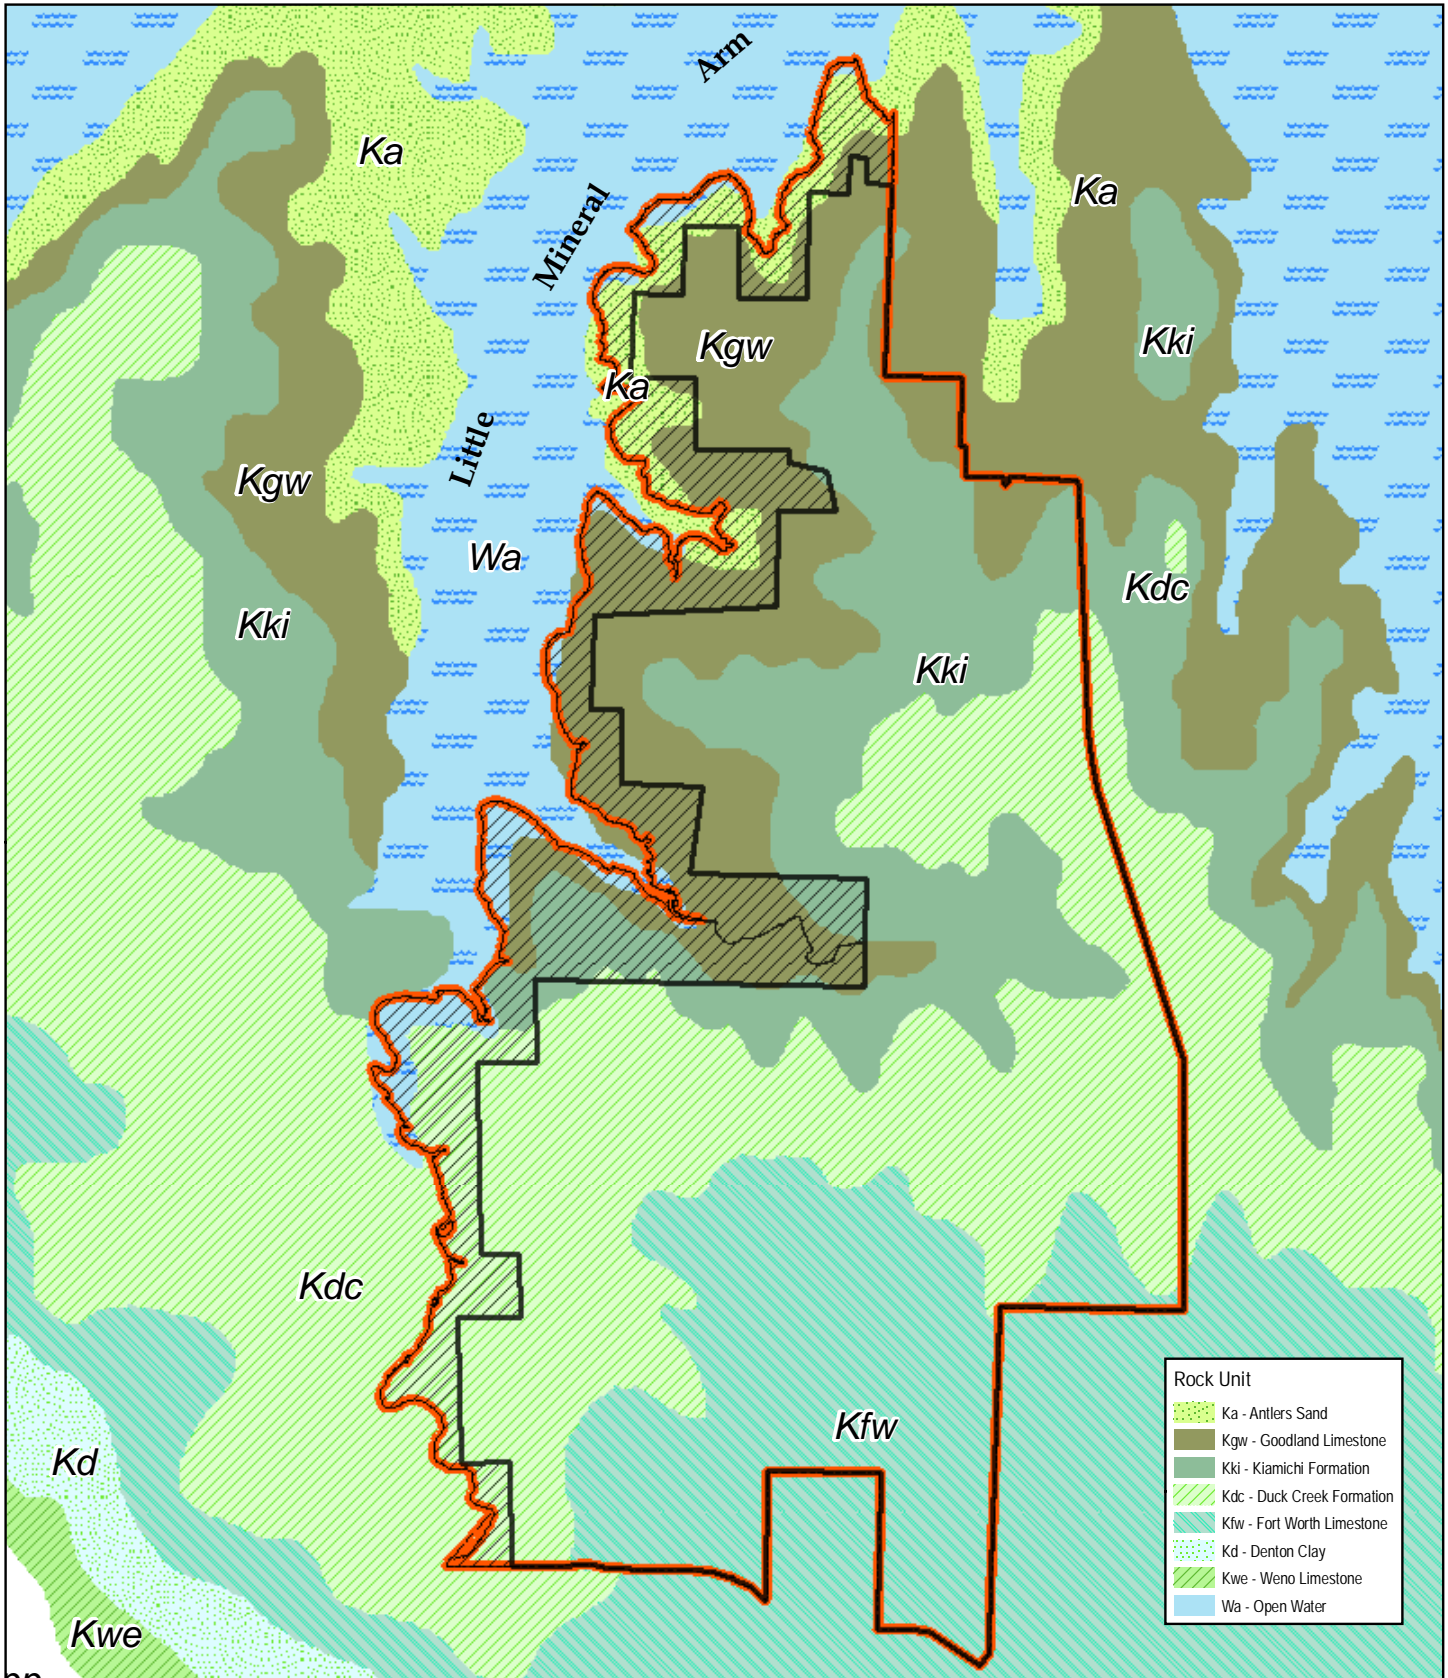 Arm
Ka
Ka
Mineral
Kgw
Kki
Ka
Little
Kgw
Wa
Kdc
Kki
Kki
Kdc
Kfw
Kd
Kwe
Rock Unit
Ka - Antlers Sand
Kgw - Goodland Limestone
Kki - Kiamichi Formation
Kdc - Duck Creek Formation
Kfw - Fort Worth Limestone
Kd - Denton Clay
Kwe - Weno Limestone
Wa - Open Water